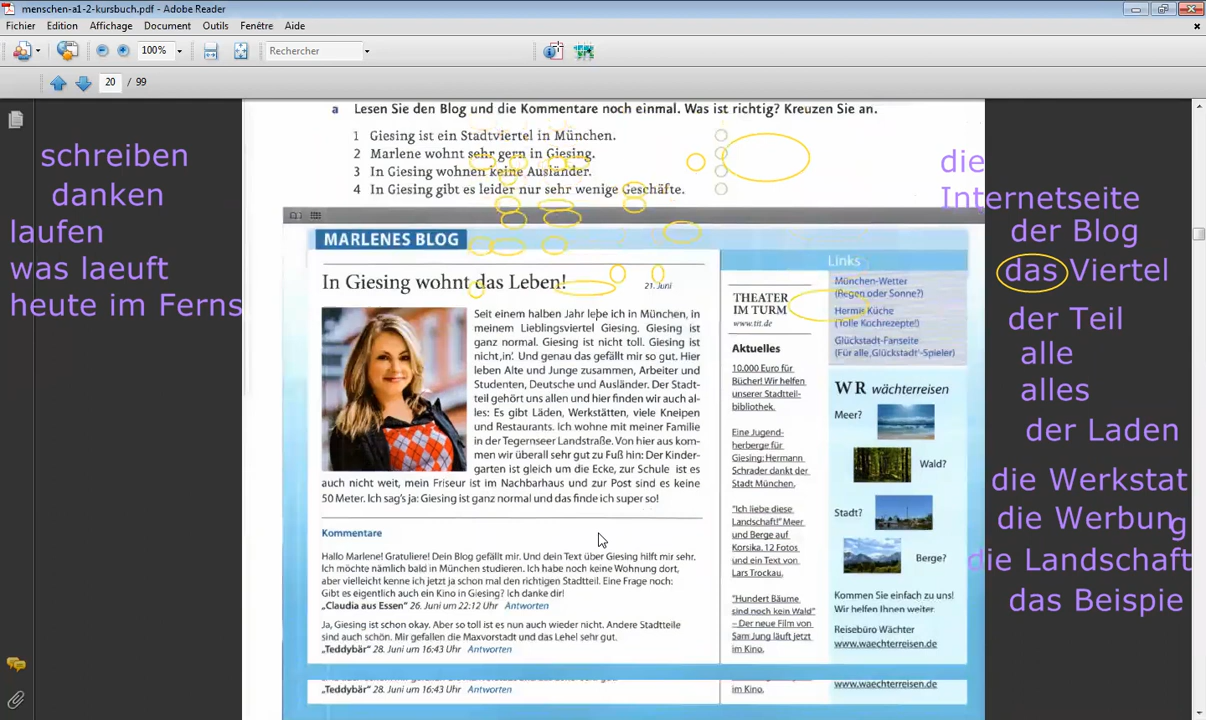 menschen-a1-2-kursbuch.pdf - Adobe Reader
Fichier Edition Affichage Document Outils Fenêtre Aide
100%
Rechercher
20 / 99
a Lesen Sie den Blog und die Kommentare noch einmal. Was ist richtig? Kreuzen Sie an.
1 Giesing ist ein Stadtviertel in München.
2 Marlene wohnt sehr gern in Giesing.
3 In Giesing wohnen keine Ausländer.
4 In Giesing gibt es leider nur sehr wenige Geschäfte.
schreiben
danken
laufen
was laeuft
heute im Ferns
MARLENES BLOG
In Giesing wohnt das Leben!
21. Juni
Seit einem halben Jahr lebe ich in München, in
meinem Lieblingsviertel Giesing. Giesing ist
ganz normal. Giesing ist nicht toll. Giesing ist
nicht ‚in'. Und genau das gefällt mir so gut. Hier
leben Alte und Junge zusammen, Arbeiter und
Studenten, Deutsche und Ausländer. Der Stadt-
teil gehört uns allen und hier finden wir auch al-
les: Es gibt Läden, Werkstätten, viele Kneipen
und Restaurants. Ich wohne mit meiner Familie
in der Tegernseer Landstraße. Von hier aus kom-
men wir überall sehr gut zu Fuß hin: Der Kinder-
garten ist gleich um die Ecke, zur Schule ist es
auch nicht weit, mein Friseur ist im Nachbarhaus und zur Post sind es keine
50 Meter. Ich sag's ja: Giesing ist ganz normal und das finde ich super so!
Kommentare
Hallo Marlene! Gratuliere! Dein Blog gefällt mir. Und dein Text über Giesing hilft mir sehr.
Ich möchte nämlich bald in München studieren. Ich habe noch keine Wohnung dort,
aber vielleicht kenne ich jetzt ja schon mal den richtigen Stadtteil. Eine Frage noch:
Gibt es eigentlich auch ein Kino in Giesing? Ich danke dir!
„Claudia aus Essen" 26. Juni um 22:12 Uhr Antworten
Ja, Giesing ist schon okay. Aber so toll ist es nun auch wieder nicht. Andere Stadtteile
sind auch schön. Mir gefallen die Maxvorstadt und das Lehel sehr gut.
„Teddybär" 28. Juni um 16:43 Uhr Antworten
„Teddybär" 28. Juni um 16:43 Uhr Antworten
THEATER
IM TURM
www.tit.de
Aktuelles
10.000 Euro für
Bücher! Wir helfen
unserer Stadtteil-
bibliothek.
Eine Jugend-
herberge für
Giesing: Hermann
Schrader dankt der
Stadt München.
"Ich liebe diese
Landschaft!" Meer
und Berge auf
Korsika. 12 Fotos
und ein Text von
Lars Trockau.
"Hundert Bäume
sind noch kein Wald"
– Der neue Film von
Sam Jung läuft jetzt
im Kino.
im Kino.
Links
München-Wetter
(Regen oder Sonne?)
Hermis Küche
(Tolle Kochrezepte!)
Glückstadt-Fanseite
(Für alle ‚Glückstadt'-Spieler)
WR wächterreisen
Meer?
Wald?
Stadt?
Berge?
Kommen Sie einfach zu uns!
Wir helfen Ihnen weiter.
Reisebüro Wächter
www.waechterreisen.de
www.waechterreisen.de
die
Internetseite
der Blog
das Viertel
der Teil
alle
alles
der Laden
die Werkstat
die Werbung
die Landschaft
das Beispie